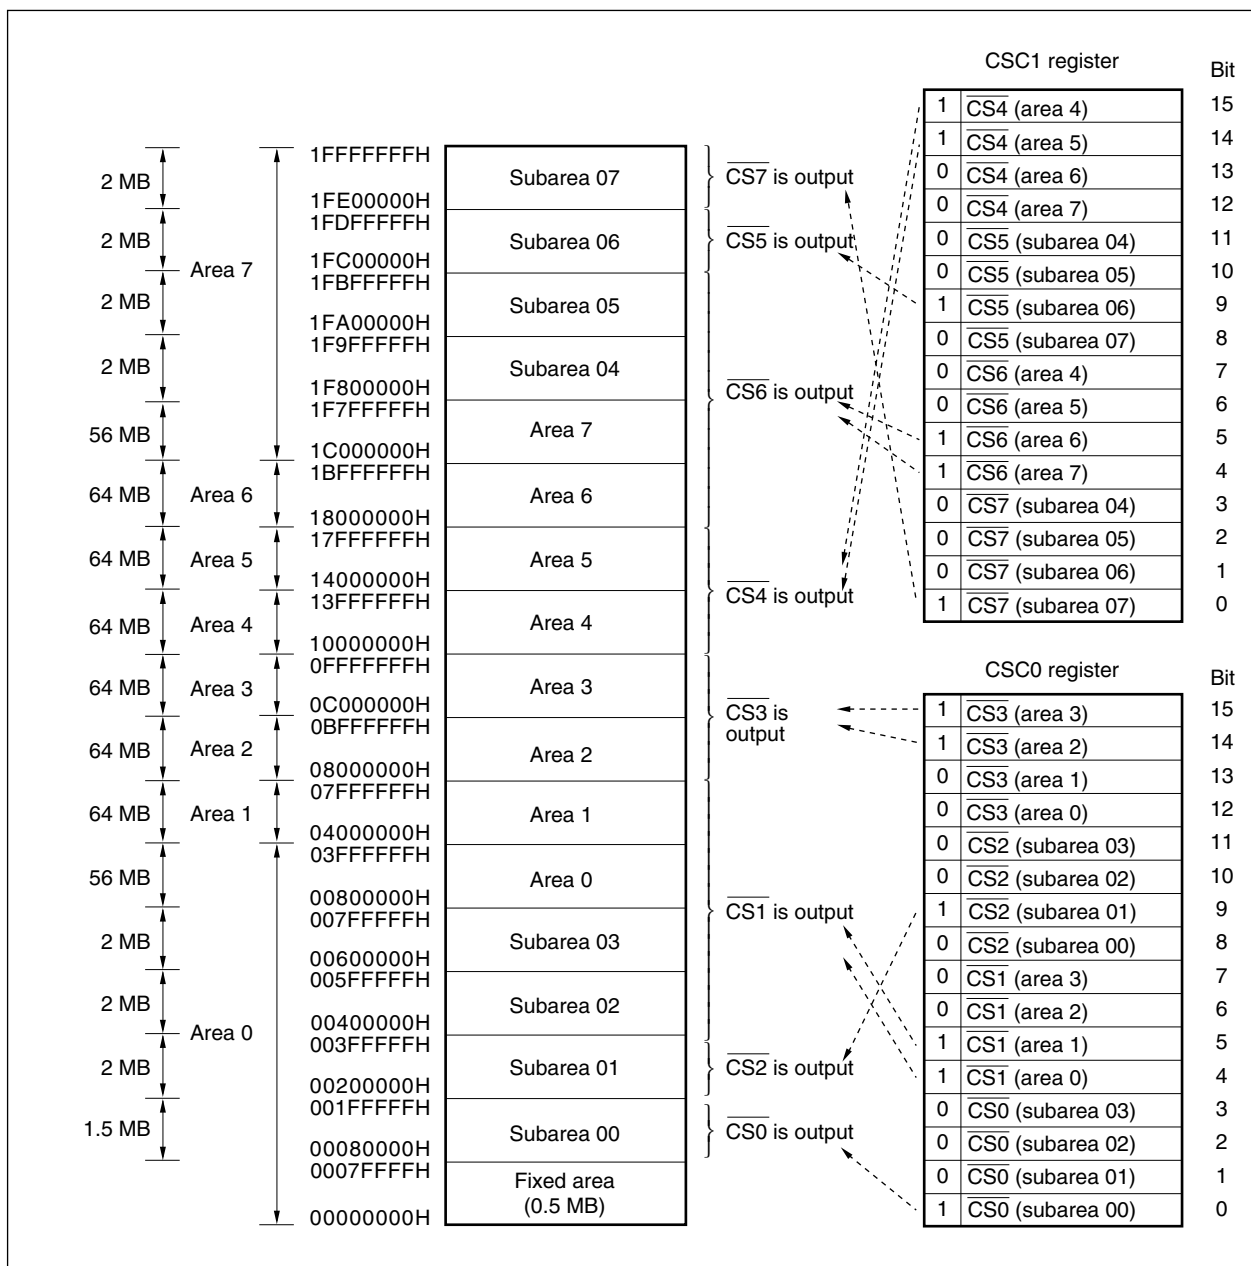 CSC1 register
Bit
1 CS4 (area 4) 15
1 CS4 (area 5) 14
0 CS4 (area 6) 13
0 CS4 (area 7) 12
0 CS5 (subarea 04) 11
0 CS5 (subarea 05) 10
1 CS5 (subarea 06) 9
0 CS5 (subarea 07) 8
0 CS6 (area 4) 7
0 CS6 (area 5) 6
1 CS6 (area 6) 5
1 CS6 (area 7) 4
0 CS7 (subarea 04) 3
0 CS7 (subarea 05) 2
0 CS7 (subarea 06) 1
1 CS7 (subarea 07) 0
CSC0 register
Bit
1 CS3 (area 3) 15
1 CS3 (area 2) 14
0 CS3 (area 1) 13
0 CS3 (area 0) 12
0 CS2 (subarea 03) 11
0 CS2 (subarea 02) 10
1 CS2 (subarea 01) 9
0 CS2 (subarea 00) 8
0 CS1 (area 3) 7
0 CS1 (area 2) 6
1 CS1 (area 1) 5
1 CS1 (area 0) 4
0 CS0 (subarea 03) 3
0 CS0 (subarea 02) 2
0 CS0 (subarea 01) 1
1 CS0 (subarea 00) 0
1FFFFFFFH
2 MB Subarea 07 CS7 is output
1FE00000H
1FDFFFFFH
2 MB Subarea 06 CS5 is output
1FC00000H
Area 7
1FBFFFFFH
2 MB Subarea 05
1FA00000H
1F9FFFFFH
2 MB Subarea 04
1F800000H
CS6 is output
1F7FFFFFH
56 MB Area 7
1C000000H
1BFFFFFFH
64 MB Area 6 Area 6
18000000H
17FFFFFFH
64 MB Area 5 Area 5
14000000H
CS4 is output
13FFFFFFH
64 MB Area 4 Area 4
10000000H
0FFFFFFFH
64 MB Area 3 Area 3
0C000000H
CS3 is
output
0BFFFFFFH
64 MB Area 2 Area 2
08000000H
07FFFFFFH
64 MB Area 1 Area 1
04000000H
03FFFFFFH
56 MB Area 0
00800000H
CS1 is output
007FFFFFH
2 MB Subarea 03
00600000H
005FFFFFH
2 MB Subarea 02
00400000H
Area 0
003FFFFFH
2 MB Subarea 01 CS2 is output
00200000H
001FFFFFH
1.5 MB Subarea 00 CS0 is output
00080000H
0007FFFFH
Fixed area
(0.5 MB)
00000000H